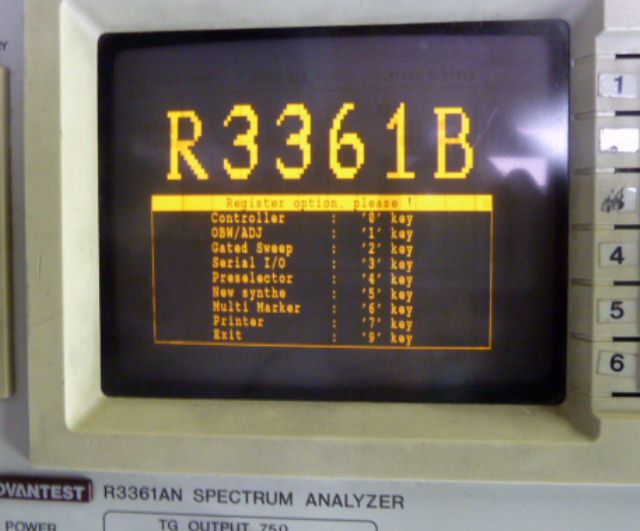 R3361B
Register option, please !
Controller : '0' key
OBW/ADJ : '1' key
Gated Sweep : '2' key
Serial I/O : '3' key
Preselector : '4' key
New synthe : '5' key
Multi Marker : '6' key
Printer : '7' key
Exit : '9' key
1
4
5
6
ADVANTEST R3361AN SPECTRUM ANALYZER
POWER
TG OUTPUT 75Ω